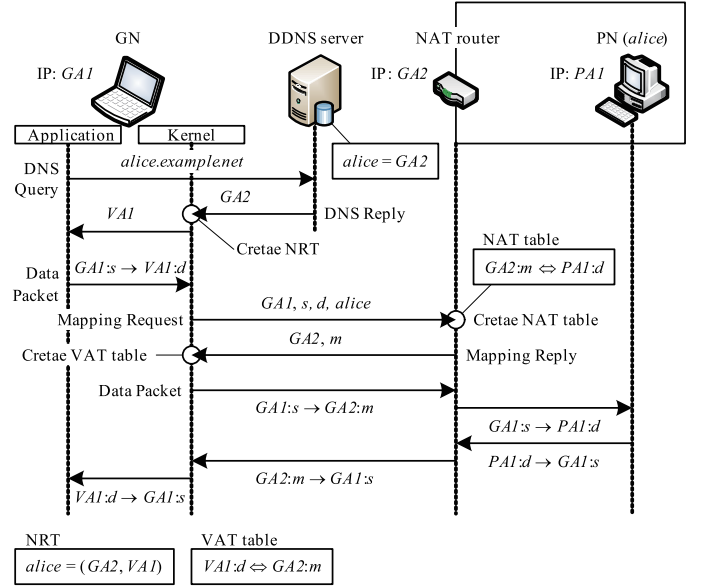 GN
DDNS server
NAT router
PN (alice)
IP: GA1
IP: GA2
IP: PA1
Application
Kernel
alice.example.net
alice = GA2
DNS
Query
GA2
VA1
DNS Reply
Cretae NRT
NAT table
GA2:m ⇔ PA1:d
Data
Packet
GA1:s → VA1:d
GA1, s, d, alice
Mapping Request
Cretae NAT table
GA2, m
Cretae VAT table
Mapping Reply
Data Packet
GA1:s → GA2:m
GA1:s → PA1:d
PA1:d → GA1:s
GA2:m → GA1:s
VA1:d → GA1:s
NRT
alice = (GA2, VA1)
VAT table
VA1:d ⇔ GA2:m